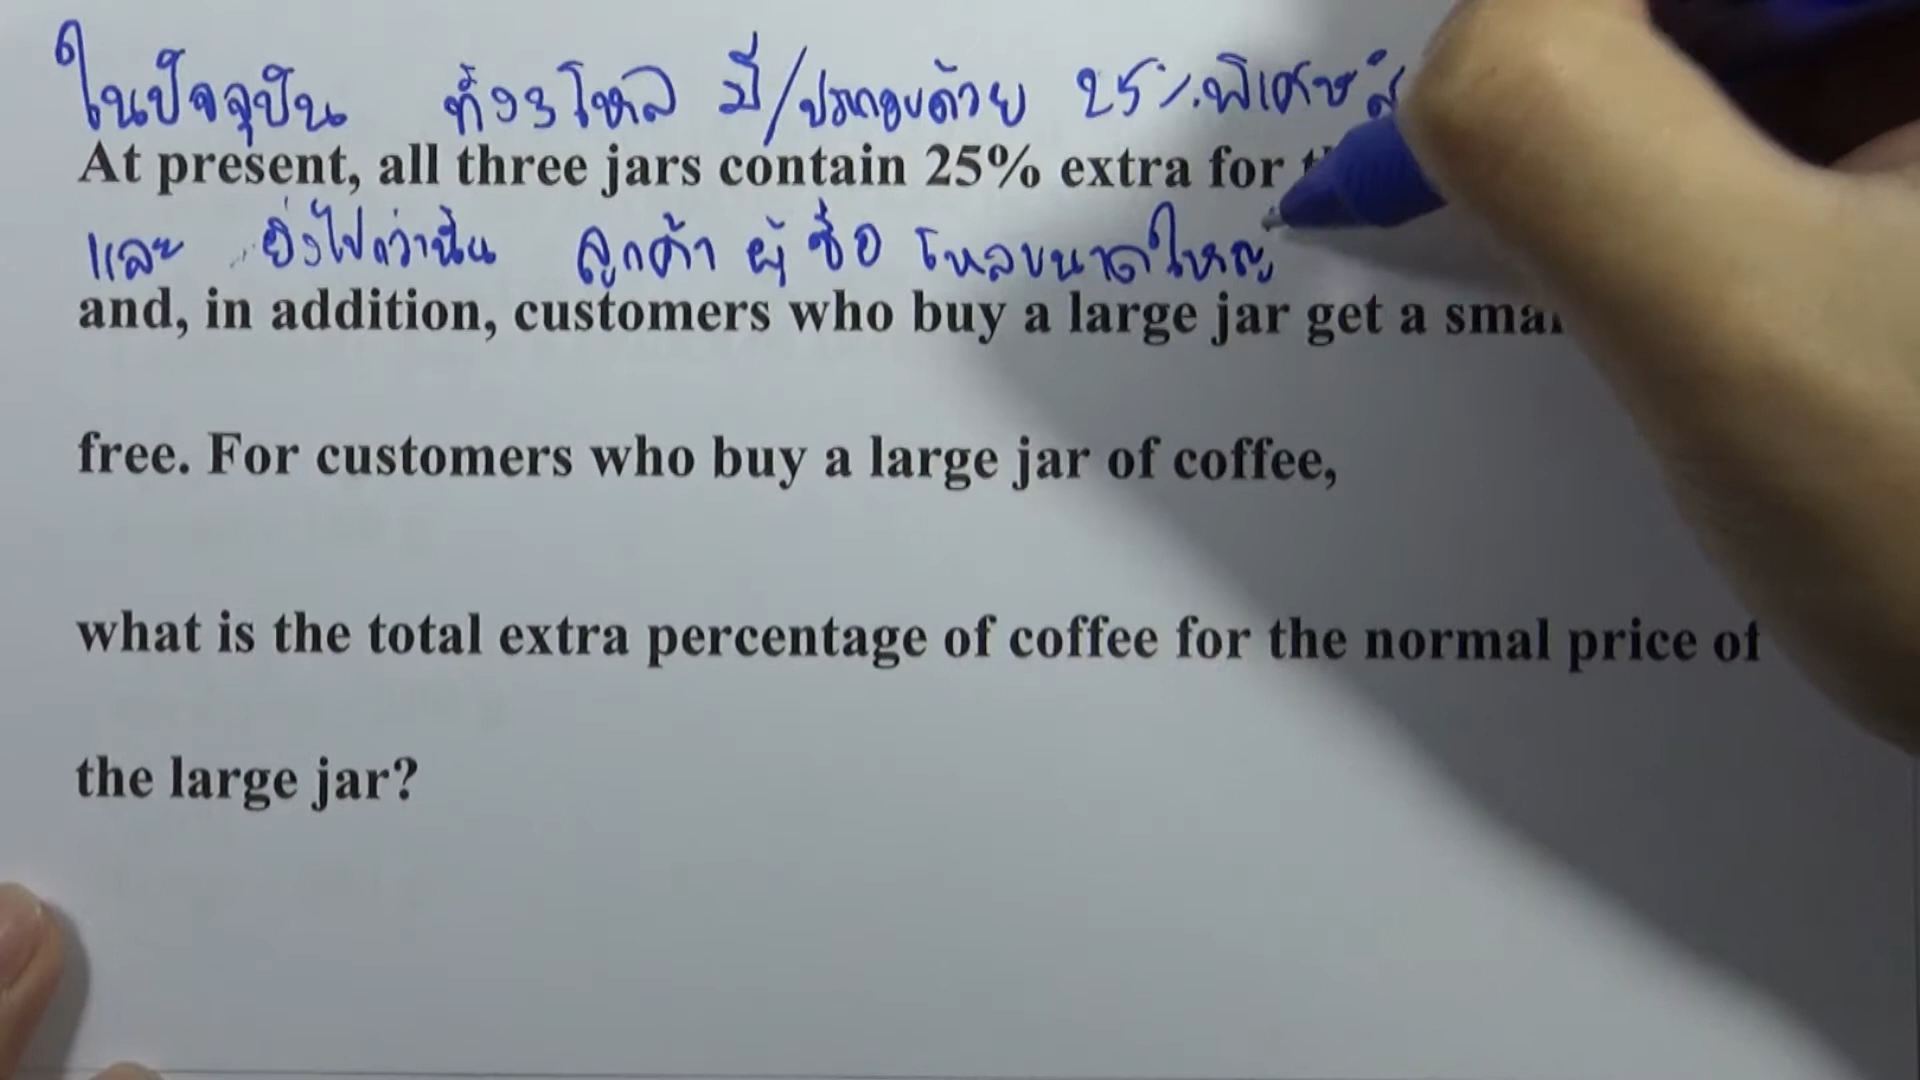 ในปัจจุบัน ทั้ง 3 โหล มี/ประกอบด้วย 25% พิเศษ
At present, all three jars contain 25% extra for
และ ยิ่งไปกว่านั้น ลูกค้า ผู้ ซื้อ โหลขนาดใหญ่
and, in addition, customers who buy a large jar get a
free. For customers who buy a large jar of coffee,
what is the total extra percentage of coffee for the normal price of
the large jar?